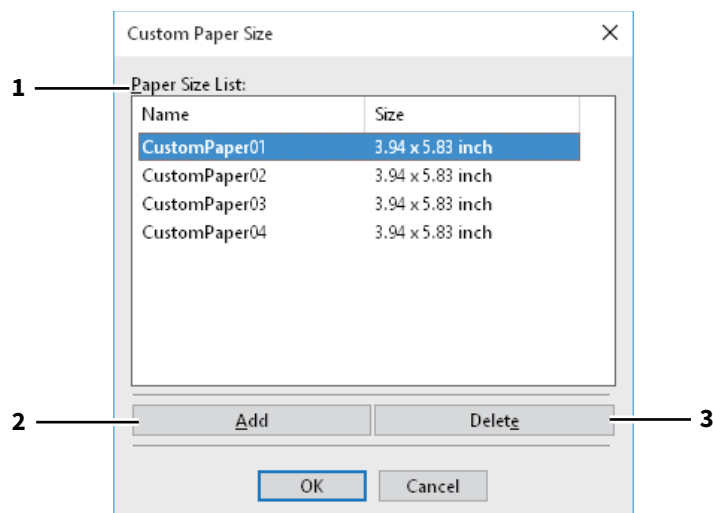 Custom Paper Size
1
Paper Size List:
Name Size
CustomPaper01 3.94 x 5.83 inch
CustomPaper02 3.94 x 5.83 inch
CustomPaper03 3.94 x 5.83 inch
CustomPaper04 3.94 x 5.83 inch
2 Add Delete 3
OK Cancel